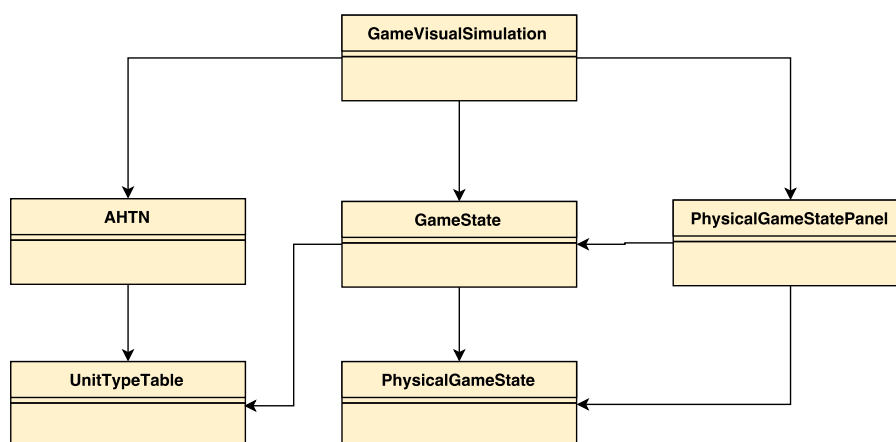 GameVisualSimulation
AHTN
GameState
PhysicalGameStatePanel
UnitTypeTable
PhysicalGameState